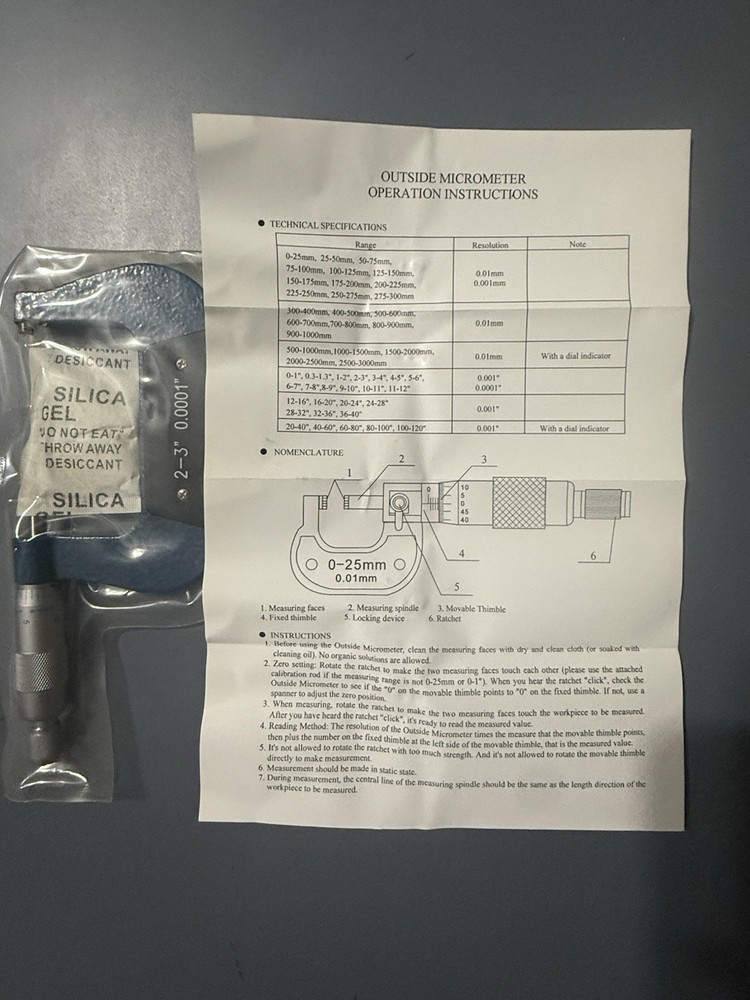 OUTSIDE MICROMETER
OPERATION INSTRUCTIONS
● TECHNICAL SPECIFICATIONS
Range Resolution Note
0-25mm, 25-50mm, 50-75mm,
75-100mm, 100-125mm, 125-150mm,
150-175mm, 175-200mm, 200-225mm,
225-250mm, 250-275mm, 275-300mm
0.01mm
0.001mm
300-400mm, 400-500mm, 500-600mm,
600-700mm,700-800mm, 800-900mm,
900-1000mm
0.01mm
500-1000mm,1000-1500mm, 1500-2000mm,
2000-2500mm, 2500-3000mm
0.01mm With a dial indicator
0-1", 0.3-1.3", 1-2", 2-3", 3-4", 4-5", 5-6",
6-7", 7-8",8-9", 9-10", 10-11", 11-12"
0.001"
0.0001"
12-16", 16-20", 20-24", 24-28"
28-32", 32-36", 36-40"
0.001"
20-40", 40-60", 60-80", 80-100", 100-120" 0.001" With a dial indicator
● NOMENCLATURE
1 2 3
0 10
5
0
45
40
4
5
6
0-25mm
0.01mm
1. Measuring faces 2. Measuring spindle 3. Movable Thimble
4. Fixed thimble 5. Locking device 6. Ratchet
● INSTRUCTIONS
1. Before using the Outside Micrometer, clean the measuring faces with dry and clean cloth (or soaked with
cleaning oil). No organic solutions are allowed.
2. Zero setting: Rotate the ratchet to make the two measuring faces touch each other (please use the attached
calibration rod if the measuring range is not 0-25mm or 0-1"). When you hear the ratchet "click", check the
Outside Micrometer to see if the "0" on the movable thimble points to "0" on the fixed thimble. If not, use a
spanner to adjust the zero position.
3. When measuring, rotate the ratchet to make the two measuring faces touch the workpiece to be measured.
After you have heard the ratchet "click", it's ready to read the measured value.
4. Reading Method: The resolution of the Outside Micrometer times the measure that the movable thimble points,
then plus the number on the fixed thimble at the left side of the movable thimble, that is the measured value.
5. It's not allowed to rotate the ratchet with too much strength. And it's not allowed to rotate the movable thimble
directly to make measurement.
6. Measurement should be made in static state.
7. During measurement, the central line of the measuring spindle should be the same as the length direction of the
workpiece to be measured.
DESICCANT
SILICA
GEL
DO NOT EAT"
THROW AWAY
DESICCANT
SILICA
2-3" 0.0001"